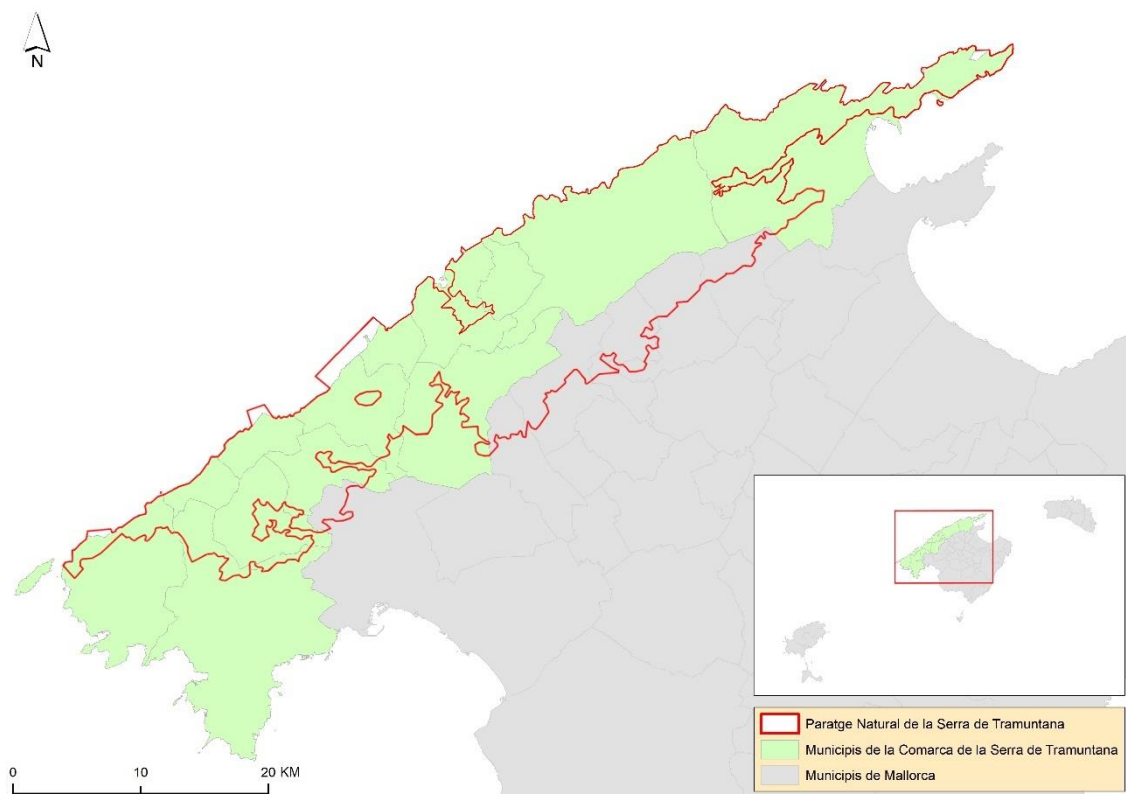 N
0 10 20 KM
Paratge Natural de la Serra de Tramuntana
Municipis de la Comarca de la Serra de Tramuntana
Municipis de Mallorca